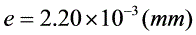 e = 2.20×10⁻³ (mm)